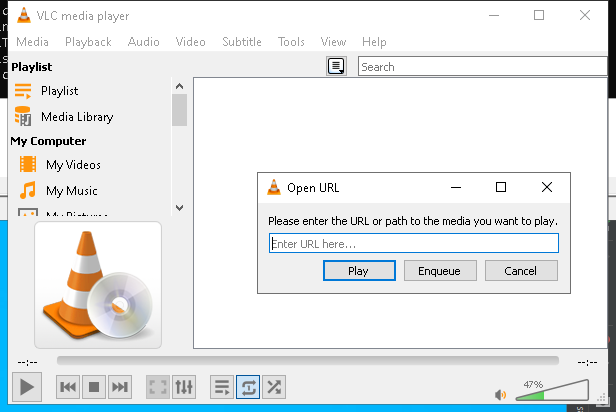 VLC media player
Media Playback Audio Video Subtitle Tools View Help
Playlist
Search
Playlist
Media Library
My Computer
My Videos
My Music
My Pictures
Open URL
Please enter the URL or path to the media you want to play.
Enter URL here...
Play Enqueue Cancel
--:-- --:--
47%